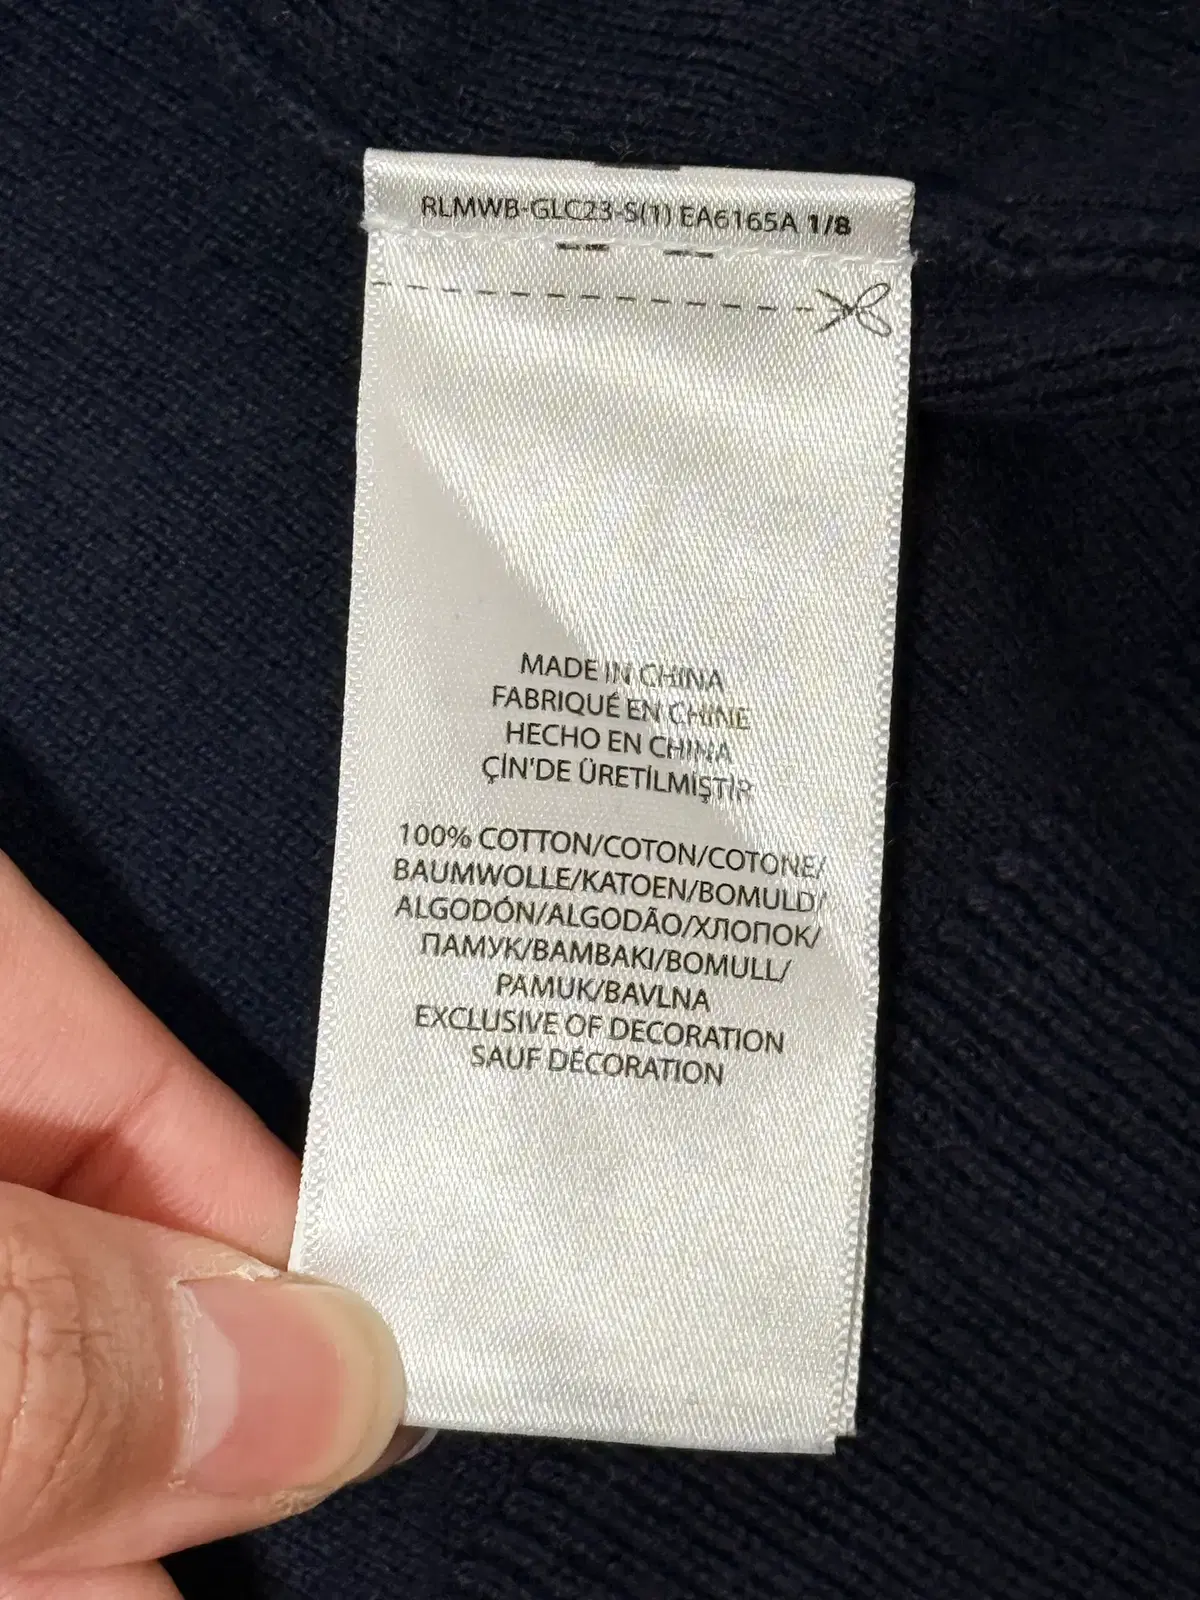 RLMWB-GLC23-S(1) EA6165A 1/8
MADE IN CHINA
FABRIQUÉ EN CHINE
HECHO EN CHINA
ÇİN'DE ÜRETİLMİŞTİR
100% COTTON/COTON/COTONE/
BAUMWOLLE/KATOEN/BOMULD/
ALGODÓN/ALGODÃO/ХЛОПОК/
ПАМУК/ΒΑΜΒΑΚΙ/BOMULL/
PAMUK/BAVLNA
EXCLUSIVE OF DECORATION
SAUF DÉCORATION